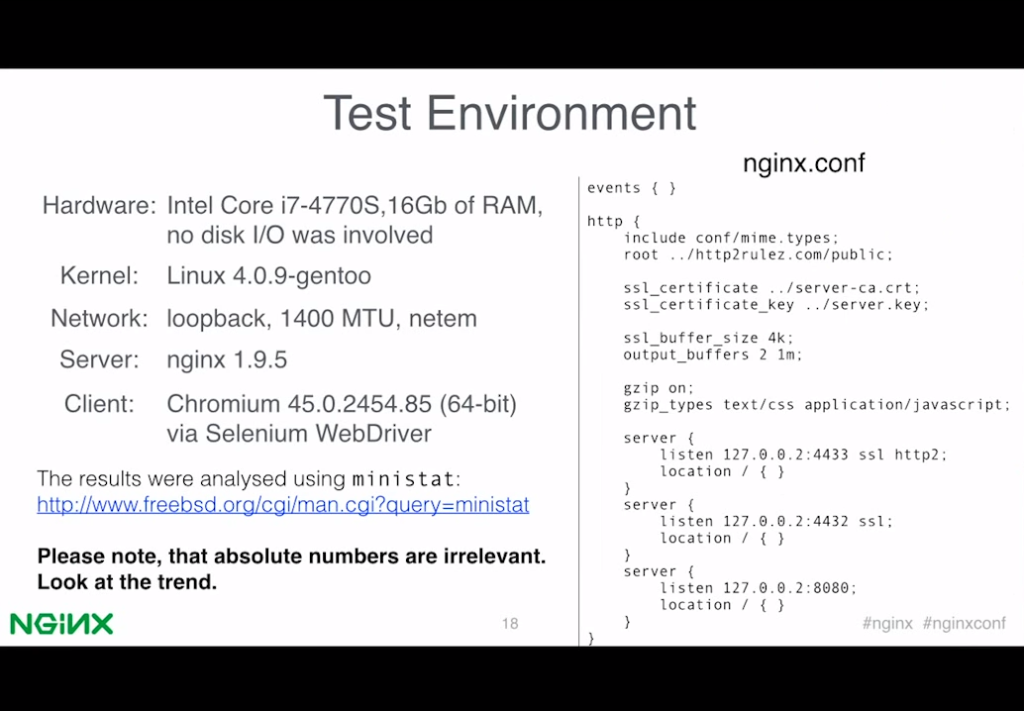 Test Environment
Hardware: Intel Core i7-4770S,16Gb of RAM,
no disk I/O was involved
Kernel: Linux 4.0.9-gentoo
Network: loopback, 1400 MTU, netem
Server: nginx 1.9.5
Client: Chromium 45.0.2454.85 (64-bit)
via Selenium WebDriver
The results were analysed using ministat:
http://www.freebsd.org/cgi/man.cgi?query=ministat
Please note, that absolute numbers are irrelevant.
Look at the trend.
nginx.conf
events { }
http {
include conf/mime.types;
root ../http2rulez.com/public;
ssl_certificate ../server-ca.crt;
ssl_certificate_key ../server.key;
ssl_buffer_size 4k;
output_buffers 2 1m;
gzip on;
gzip_types text/css application/javascript;
server {
listen 127.0.0.2:4433 ssl http2;
location / { }
}
server {
listen 127.0.0.2:4432 ssl;
location / { }
}
server {
listen 127.0.0.2:8080;
location / { }
}
}
NGINX
18
#nginx #nginxconf